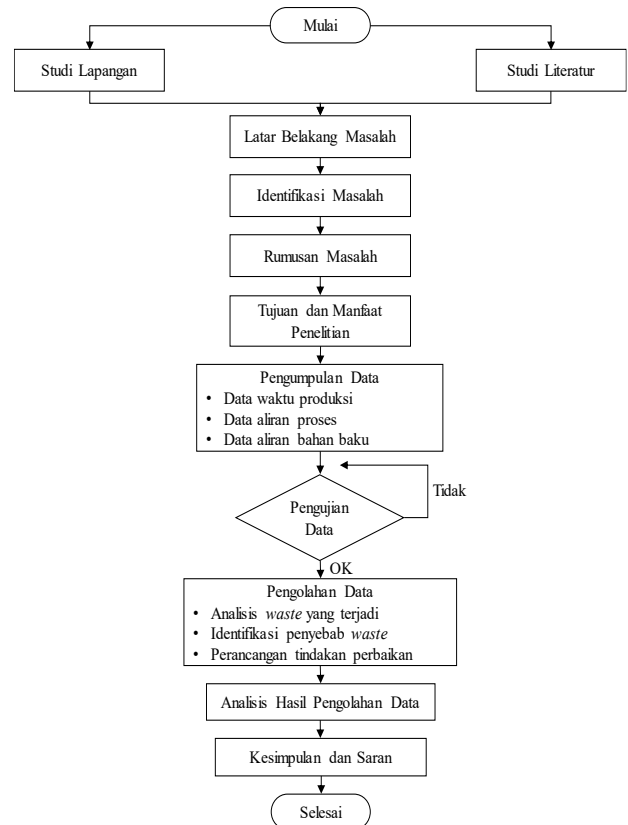 Mulai
Studi Lapangan
Studi Literatur
Latar Belakang Masalah
Identifikasi Masalah
Rumusan Masalah
Tujuan dan Manfaat
Penelitian
Pengumpulan Data
• Data waktu produksi
• Data aliran proses
• Data aliran bahan baku
Tidak
Pengujian
Data
OK
Pengolahan Data
• Analisis waste yang terjadi
• Identifikasi penyebab waste
• Perancangan tindakan perbaikan
Analisis Hasil Pengolahan Data
Kesimpulan dan Saran
Selesai